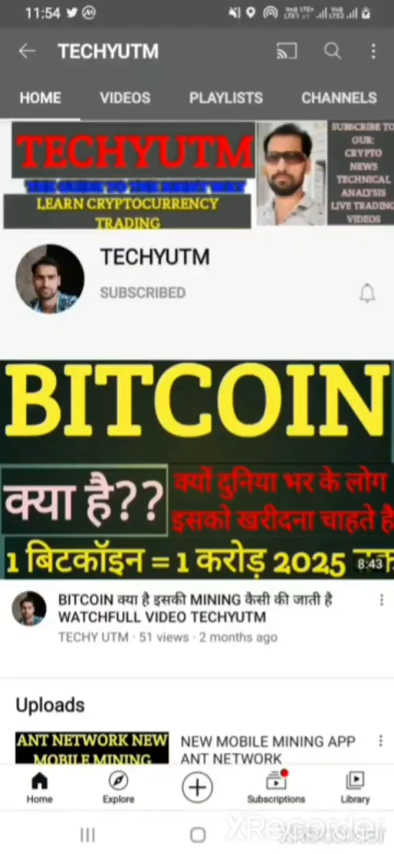 11:54
TECHYUTM
HOME VIDEOS PLAYLISTS CHANNELS
TECHYUTM
LEARN CRYPTOCURRENCY
TRADING
SUBSCRIBE TO
OUR:
CRYPTO
NEWS
TECHNICAL
ANALYSIS
LIVE TRADING
VIDEOS
TECHYUTM
SUBSCRIBED
BITCOIN
क्या है??
क्यों दुनिया भर के लोग
इसको खरीदना चाहते है
1 बिटकॉइन = 1 करोड़ 2025 तक
8:43
BITCOIN क्या है इसकी MINING कैसी की जाती है
WATCHFULL VIDEO TECHYUTM
TECHY UTM · 51 views · 2 months ago
Uploads
ANT NETWORK NEW
MOBILE MINING
NEW MOBILE MINING APP
ANT NETWORK
Home Explore Subscriptions Library
XRecorder